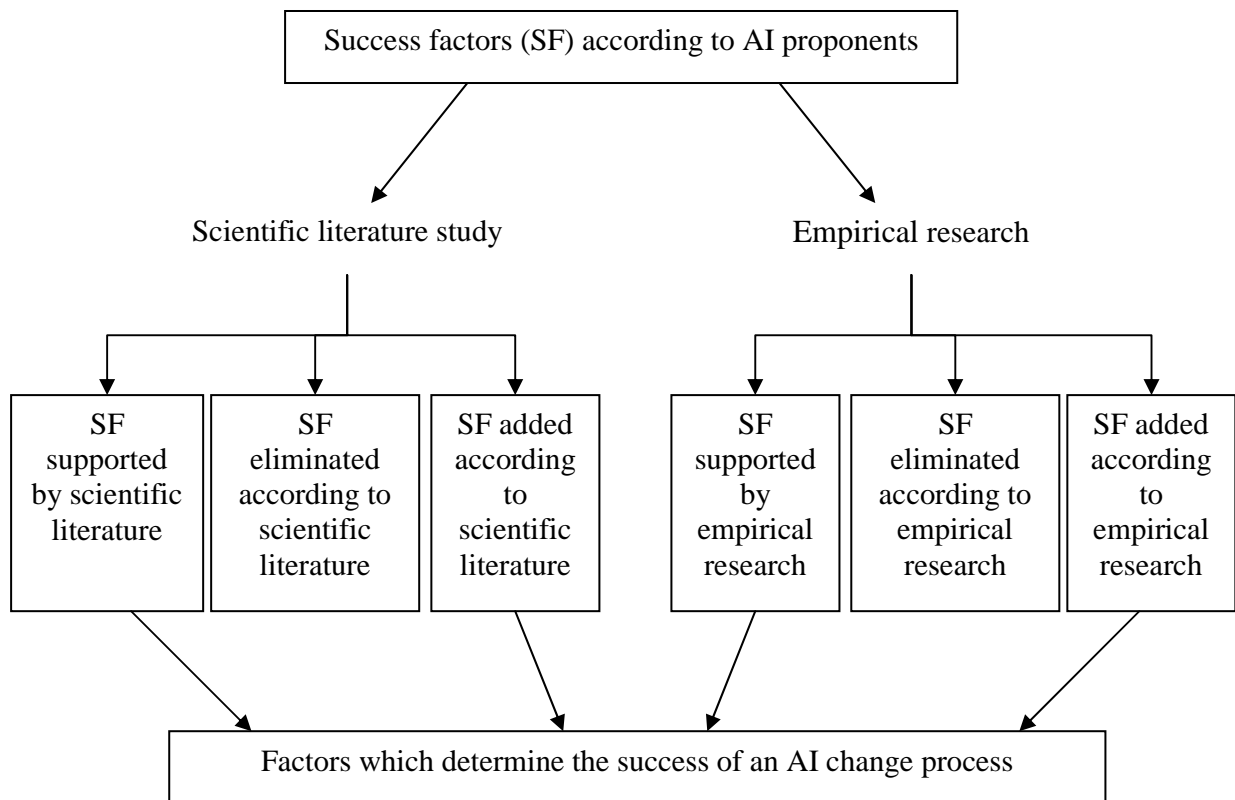 Success factors (SF) according to AI proponents
Scientific literature study
Empirical research
SF
supported
by scientific
literature
SF
eliminated
according to
scientific
literature
SF added
according
to
scientific
literature
SF
supported
by
empirical
research
SF
eliminated
according to
empirical
research
SF added
according
to
empirical
research
Factors which determine the success of an AI change process